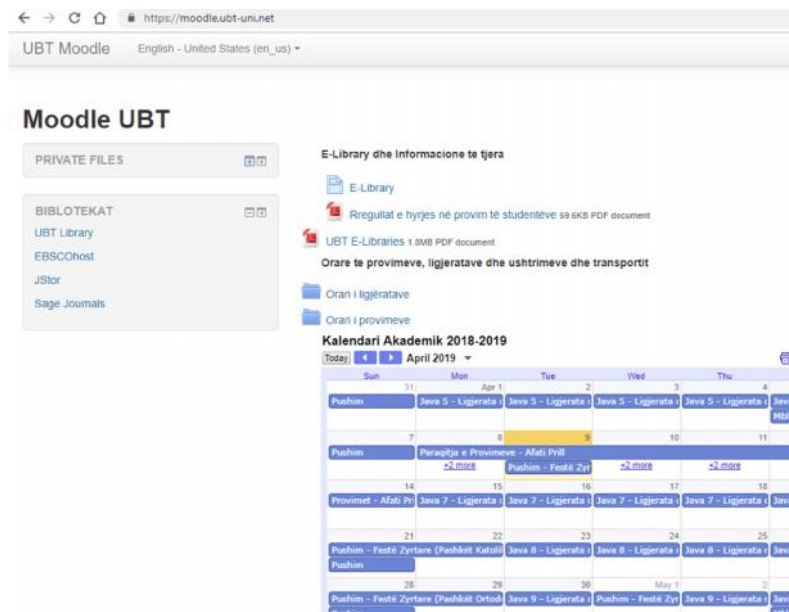 https://moodle.ubt-uni.net
UBT Moodle English - United States (en_us)
Moodle UBT
PRIVATE FILES
BIBLOTEKAT
UBT Library
EBSCOhost
JStor
Sage Journals
E-Library dhe Informacione te tjera
E-Library
Rregullat e hyrjes në provim të studentëve 59.6KB PDF document
UBT E-Libraries 1.8MB PDF document
Orare te provimeve, ligjeratave dhe ushtrimeve dhe transportit
Orari i ligjëratave
Orari i provimeve
Kalendari Akademik 2018-2019
Today April 2019
Sun Mon Tue Wed Thu
31 Apr 1 2 3 4
Pushim Java 5 - Ligjerata Java 5 - Ligjerata Java 5 - Ligjerata Java 5 - Ligjerata
7 8 9 10 11
Pushim Paraqitja e Provimeve - Afati Prill
+2 more Pushim - Festë Zyr +2 more +2 more
14 15 16 17 18
Provimet - Afati Pr Java 7 - Ligjerata Java 7 - Ligjerata Java 7 - Ligjerata Java 7 - Ligjerata
21 22 23 24 25
Pushim - Festë Zyrtare (Pashkët Katoli Java 8 - Ligjerata Java 8 - Ligjerata Java 8 - Ligjerata
Pushim
28 29 30 May 1 2
Pushim - Festë Zyrtare (Pashkët Ortod Java 9 - Ligjerata Pushim - Festë Zyr Java 9 - Ligjerata